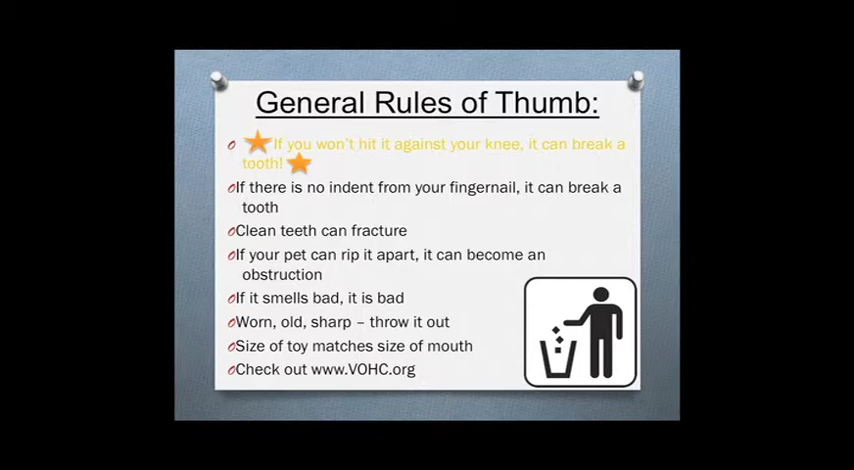 General Rules of Thumb:
If you won't hit it against your knee, it can break a
tooth!
If there is no indent from your fingernail, it can break a
tooth
Clean teeth can fracture
If your pet can rip it apart, it can become an
obstruction
If it smells bad, it is bad
Worn, old, sharp – throw it out
Size of toy matches size of mouth
Check out www.VOHC.org